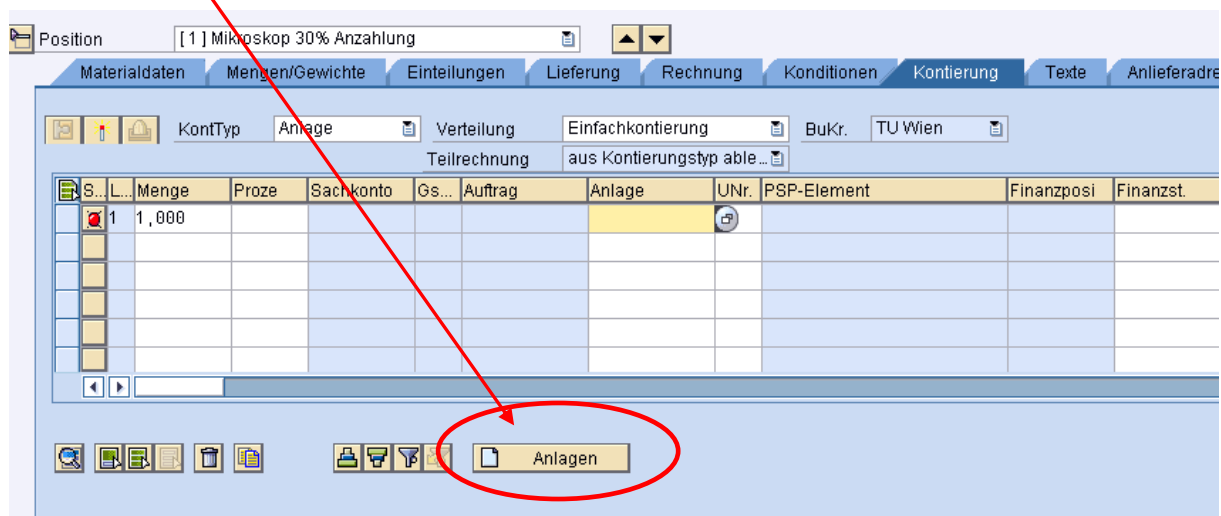 Position [ 1 ] Mikroskop 30% Anzahlung
Materialdaten Mengen/Gewichte Einteilungen Lieferung Rechnung Konditionen Kontierung Texte Anlieferadre
KontTyp Anlage Verteilung Einfachkontierung BuKr. TU Wien
Teilrechnung aus Kontierungstyp able...
S... L... Menge Proze Sachkonto Gs... Auftrag Anlage UNr. PSP-Element Finanzposi Finanzst.
1 1,000
Anlagen